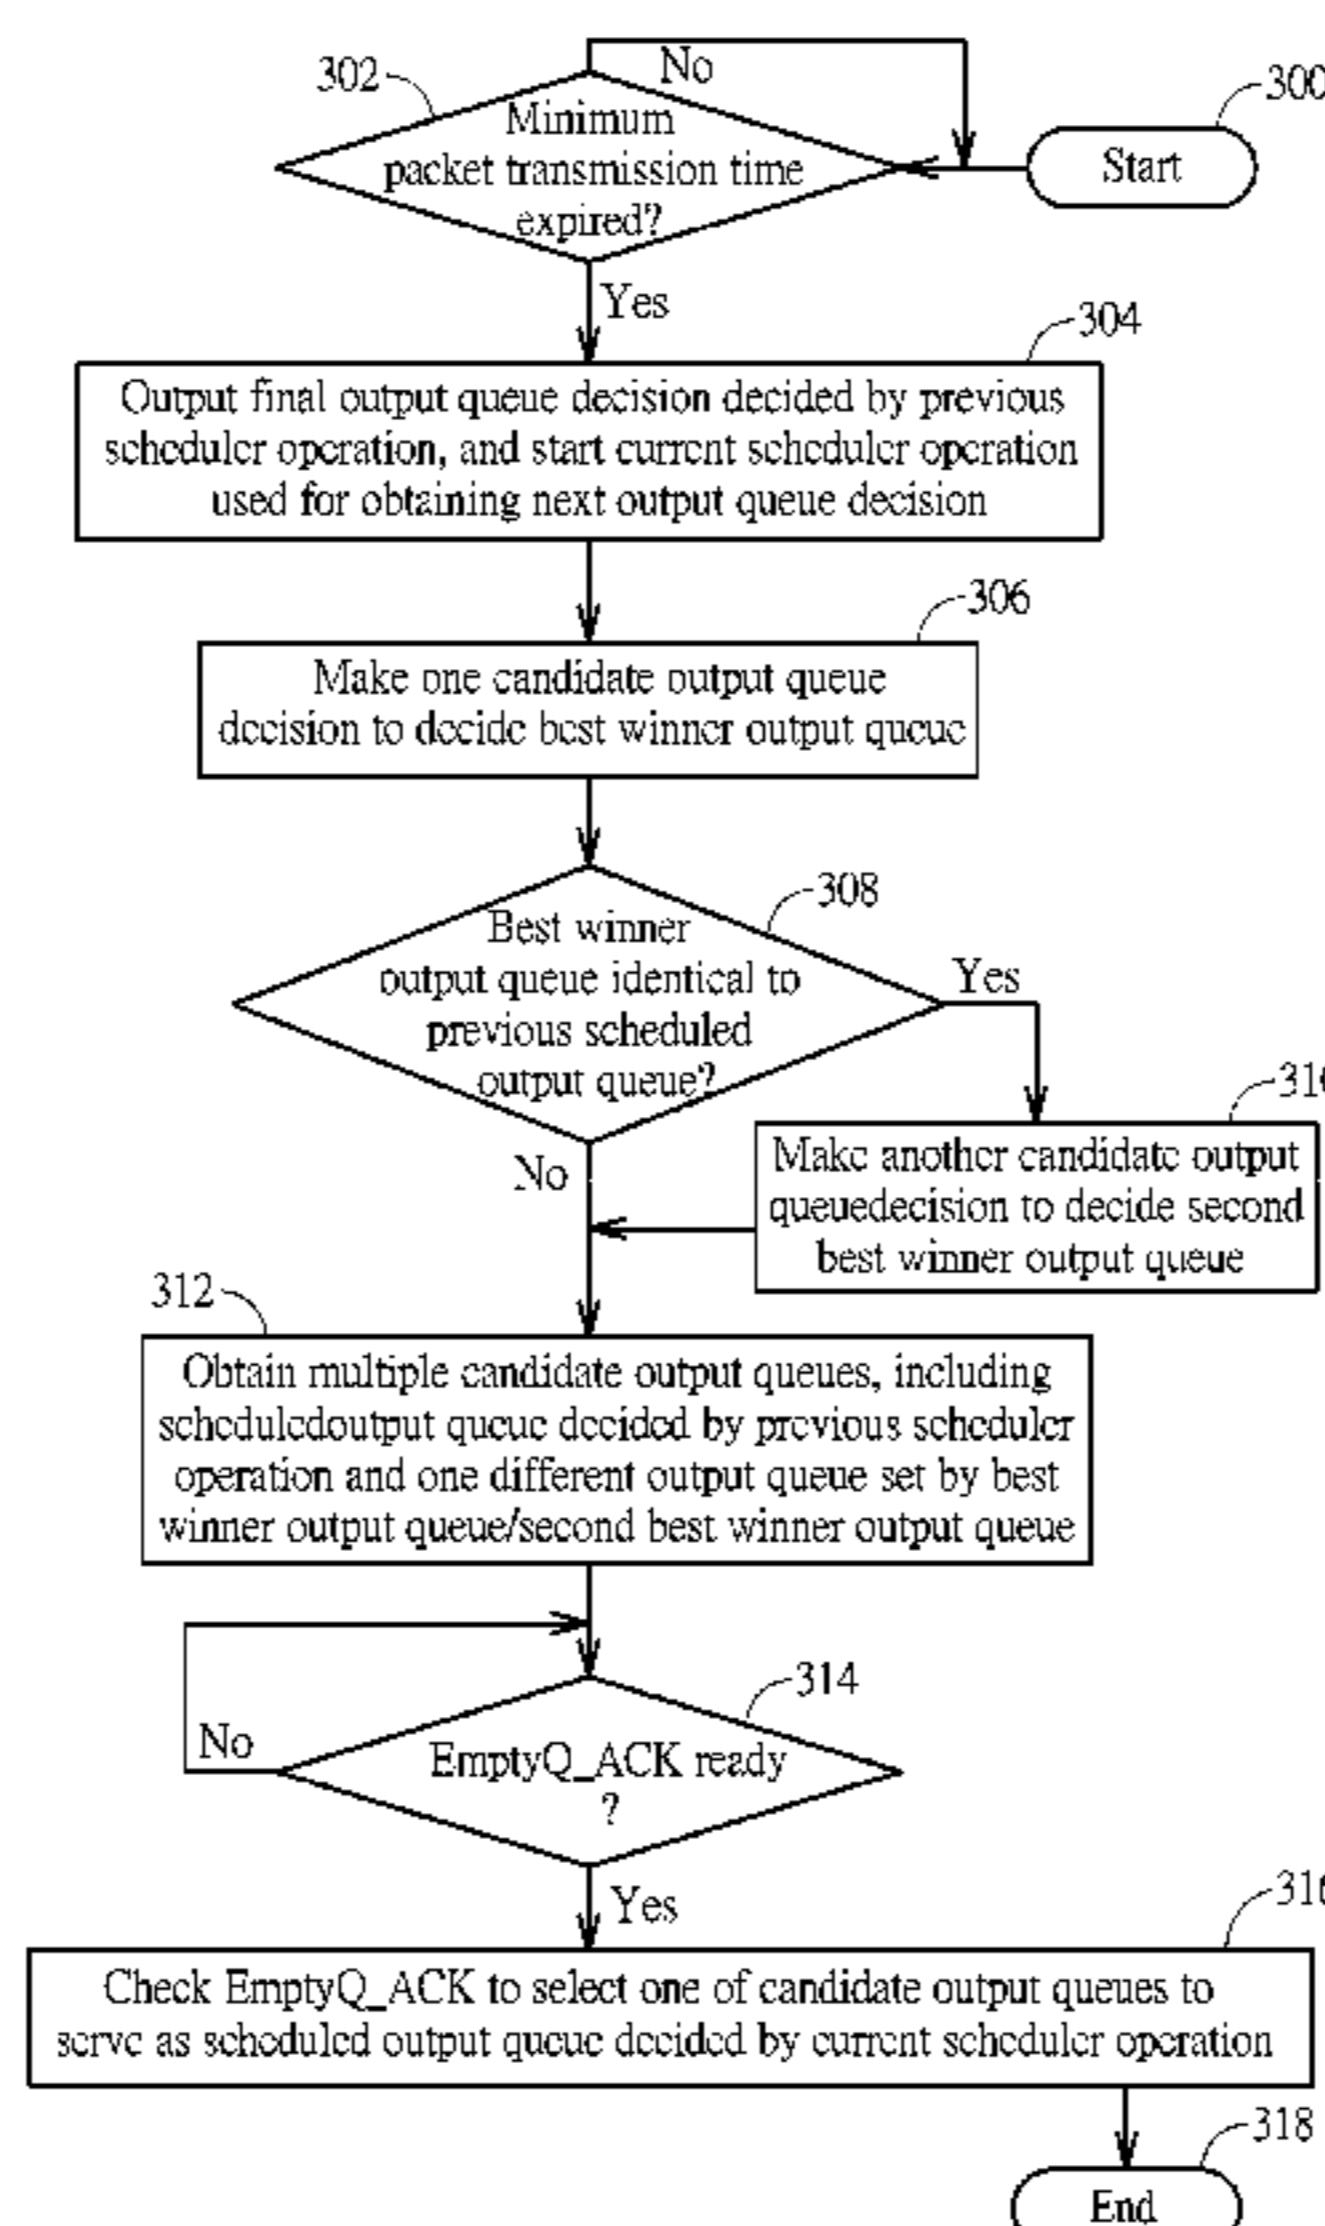 No
302
300
Minimum
packet transmission time
expired?
Start
Yes
304
Output final output queue decision decided by previous
scheduler operation, and start current scheduler operation
used for obtaining next output queue decision
306
Make one candidate output queue
decision to decide best winner output queue
308
Best winner
output queue identical to
previous scheduled
output queue?
Yes
No
Make another candidate output
queuedecision to decide second
best winner output queue
312
Obtain multiple candidate output queues, including
scheduledoutput queue decided by previous scheduler
operation and one different output queue set by best
winner output queue/second best winner output queue
314
No
EmptyQ_ACK ready
?
Yes
Check EmptyQ_ACK to select one of candidate output queues to
serve as scheduled output queue decided by current scheduler operation
318
End